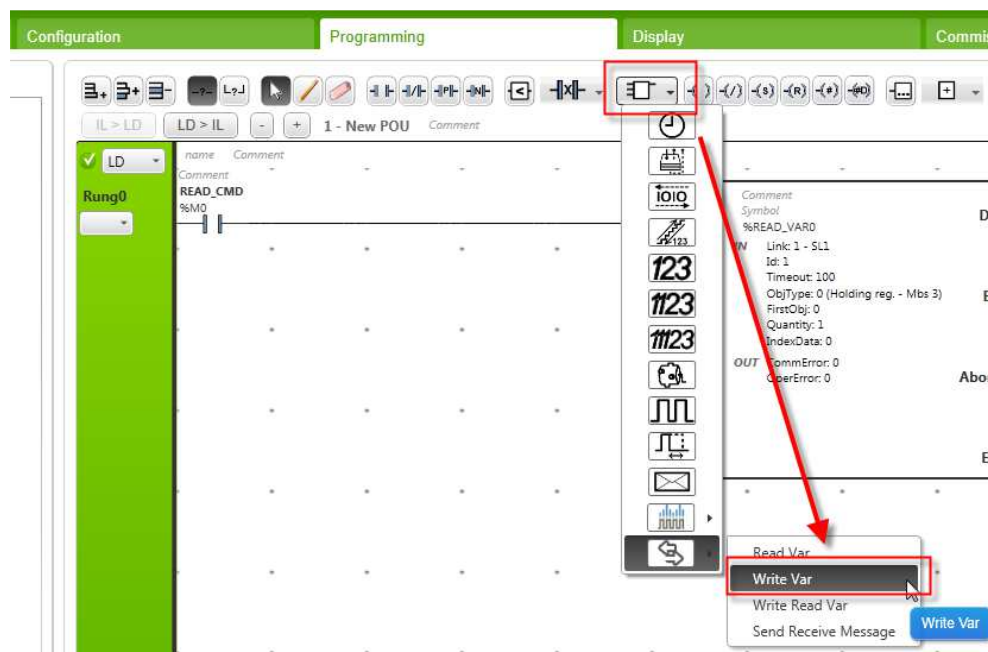 Configuration
Programming
Display
Commis
IL > LD
LD > IL
-
+
1 - New POU
Comment
LD
name Comment
Comment
Rung0
READ_CMD
%M0
Comment
Symbol
%READ_VAR0
IN Link: 1 - SL1
Id: 1
Timeout: 100
ObjType: 0 (Holding reg. - Mbs 3)
FirstObj: 0
Quantity: 1
IndexData: 0
OUT CommError: 0
OperError: 0
D
E
Abor
E
123
1123
11123
Read Var
Write Var
Write Read Var
Send Receive Message
Write Var